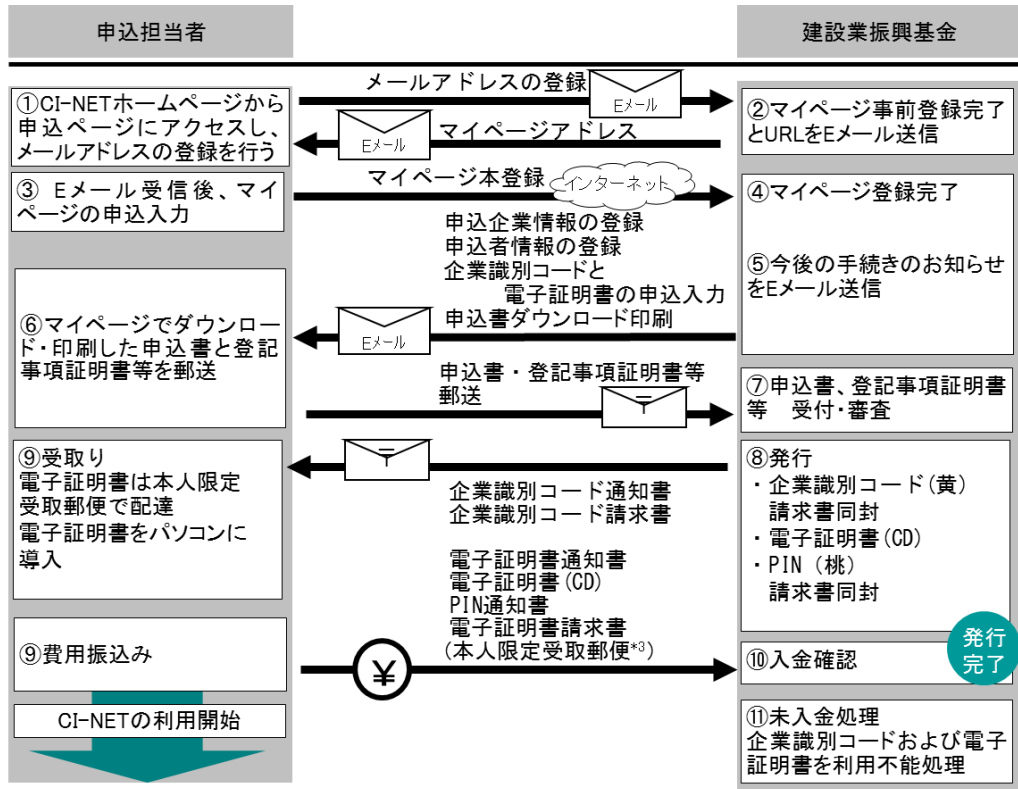 申込担当者
建設業振興基金
メールアドレスの登録
Eメール
①CI-NETホームページから
申込ページにアクセスし、
メールアドレスの登録を行う
②マイページ事前登録完了
とURLをEメール送信
マイページアドレス
Eメール
③ Eメール受信後、マイ
ページの申込入力
マイページ本登録
インターネット
④マイページ登録完了
申込企業情報の登録
申込者情報の登録
企業識別コードと
電子証明書の申込入力
申込書ダウンロード印刷
Eメール
⑤今後の手続きのお知らせ
をEメール送信
⑥マイページでダウンロー
ド・印刷した申込書と登記
事項証明書等を郵送
申込書・登記事項証明書等
郵送
〒
⑦申込書、登記事項証明書
等 受付・審査
⑨受取り
電子証明書は本人限定
受取郵便で配達
電子証明書をパソコンに
導入
〒
企業識別コード通知書
企業識別コード請求書
電子証明書通知書
電子証明書(CD)
PIN通知書
電子証明書請求書
(本人限定受取郵便*3)
⑧発行
・企業識別コード(黄)
請求書同封
・電子証明書(CD)
・PIN(桃)
請求書同封
発行
完了
⑨費用振込み
¥
⑩入金確認
CI-NETの利用開始
⑪未入金処理
企業識別コードおよび電子
証明書を利用不能処理